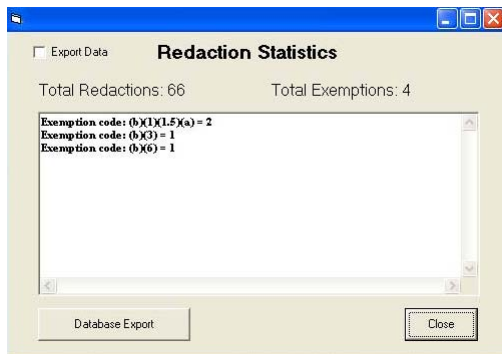 Export Data
Redaction Statistics
Total Redactions: 66
Total Exemptions: 4
Exemption code: (b)(1)(1.5)(a) = 2
Exemption code: (b)(3) = 1
Exemption code: (b)(6) = 1
Database Export
Close